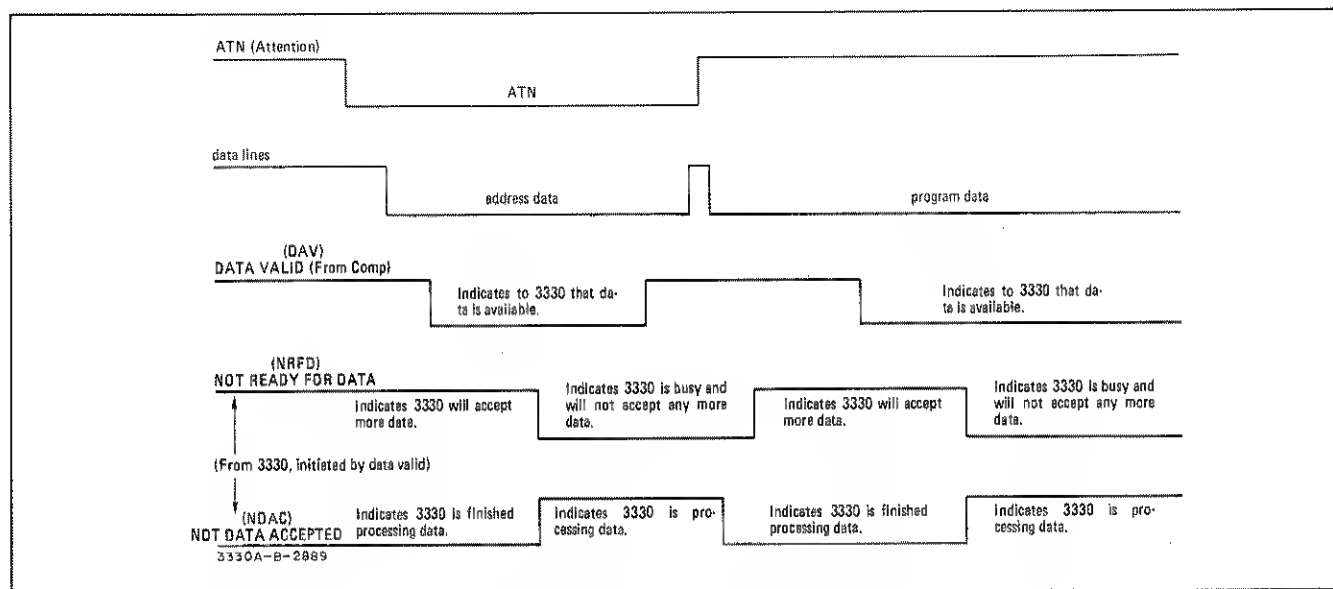 ATN (Attention)
ATN
data lines
address data
program data
(DAV)
DATA VALID (From Comp)
Indicates to 3330 that da-
ta is available.
Indicates to 3330 that da-
ta is available.
(NRFD)
NOT READY FOR DATA
Indicates 3330 will accept
more data.
Indicates 3330 is busy and
will not accept any more
data.
Indicates 3330 will accept
more data.
Indicates 3330 is busy and
will not accept any more
data.
(From 3330, initiated by data valid)
(NDAC)
NOT DATA ACCEPTED
Indicates 3330 is finished
processing data.
Indicates 3330 is pro-
cessing data.
Indicates 3330 is finished
processing data.
Indicates 3330 is pro-
cessing data.
3330A-B-2889